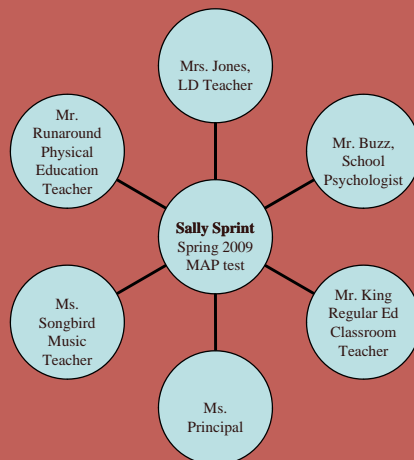 Mrs. Jones,
LD Teacher
Mr.
Runaround
Physical
Education
Teacher
Mr. Buzz,
School
Psychologist
Sally Sprint
Spring 2009
MAP test
Ms.
Songbird
Music
Teacher
Mr. King
Regular Ed
Classroom
Teacher
Ms.
Principal